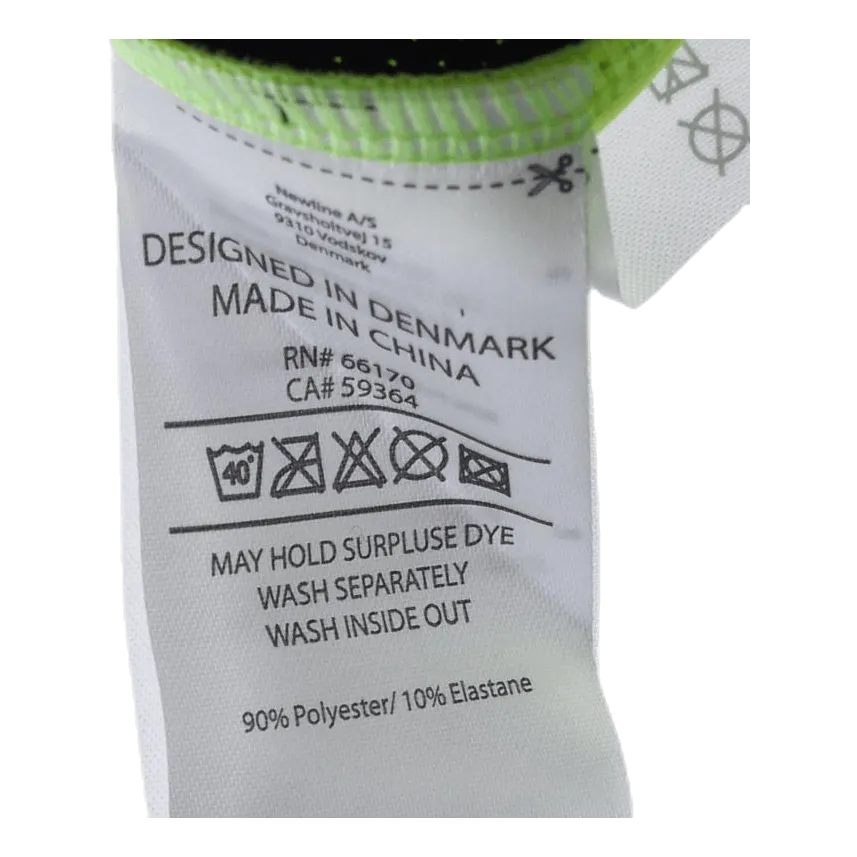 Newline A/S
Gravsholtvej 15
9310 Vodskov
Denmark
DESIGNED IN DENMARK
MADE IN CHINA
RN# 66170
CA# 59364
40°
MAY HOLD SURPLUSE DYE
WASH SEPARATELY
WASH INSIDE OUT
90% Polyester/ 10% Elastane